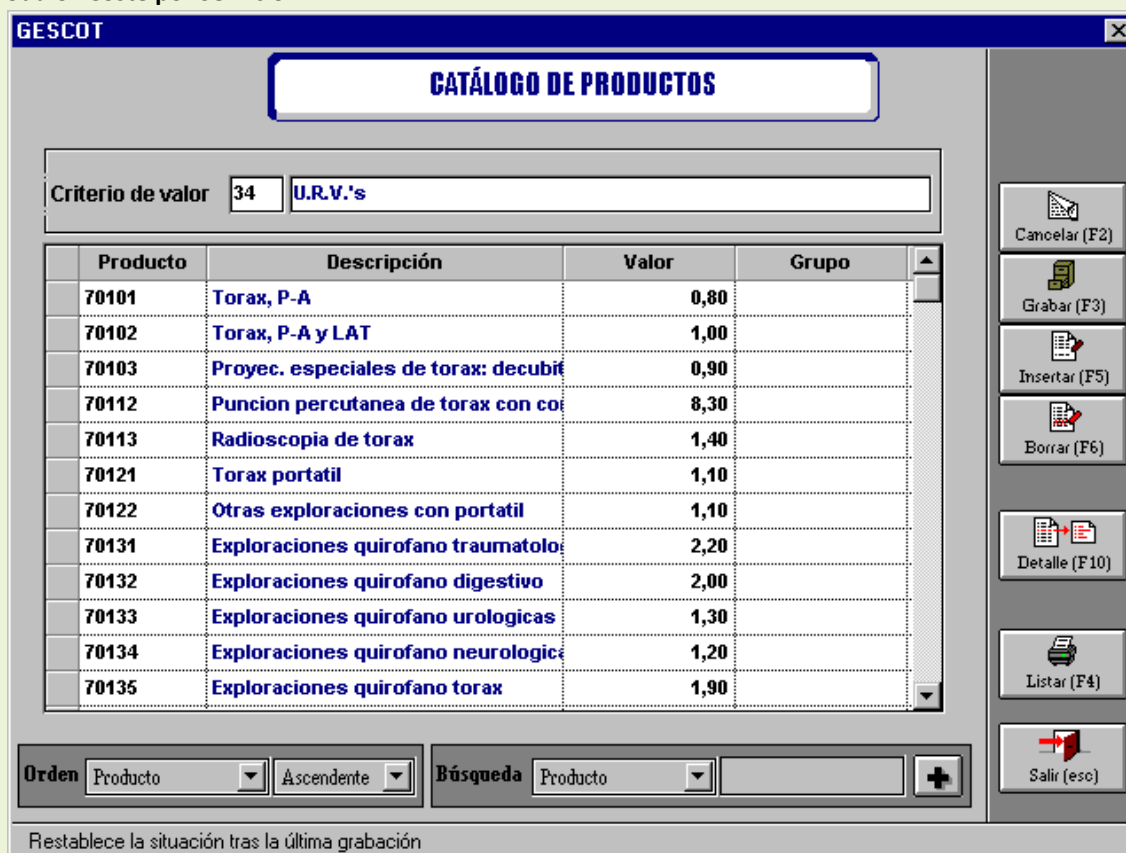 GESCOT
CATÁLOGO DE PRODUCTOS
Criterio de valor 34 U.R.V.'s
Producto Descripción Valor Grupo
70101 Torax, P-A 0,80
70102 Torax, P-A y LAT 1,00
70103 Proyec. especiales de torax: decubit 0,90
70112 Puncion percutanea de torax con 8,30
70113 Radioscopia de torax 1,40
70121 Torax portatil 1,10
70122 Otras exploraciones con portatil 1,10
70131 Exploraciones quirofano traumatolo 2,20
70132 Exploraciones quirofano digestivo 2,00
70133 Exploraciones quirofano urologicas 1,30
70134 Exploraciones quirofano neurologica 1,20
70135 Exploraciones quirofano torax 1,90
Orden Producto Ascendente Búsqueda Producto
Restablece la situación tras la última grabación
Cancelar (F2)
Grabar (F3)
Insertar (F5)
Borrar (F6)
Detalle (F10)
Listar (F4)
Salir (esc)